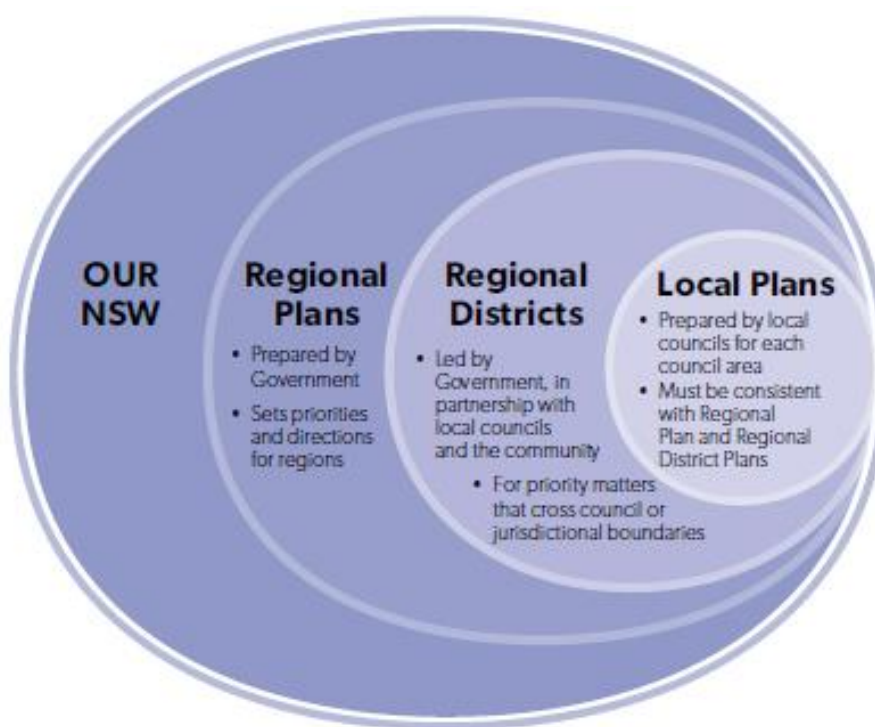 OUR
NSW
Regional
Plans
• Prepared by
Government
• Sets priorities
and directions
for regions
Regional
Districts
• Led by
Government, in
partnership with
local councils
and the community
• For priority matters
that cross council or
jurisdictional boundaries
Local Plans
• Prepared by local
councils for each
council area
• Must be consistent
with Regional
Plan and Regional
District Plans